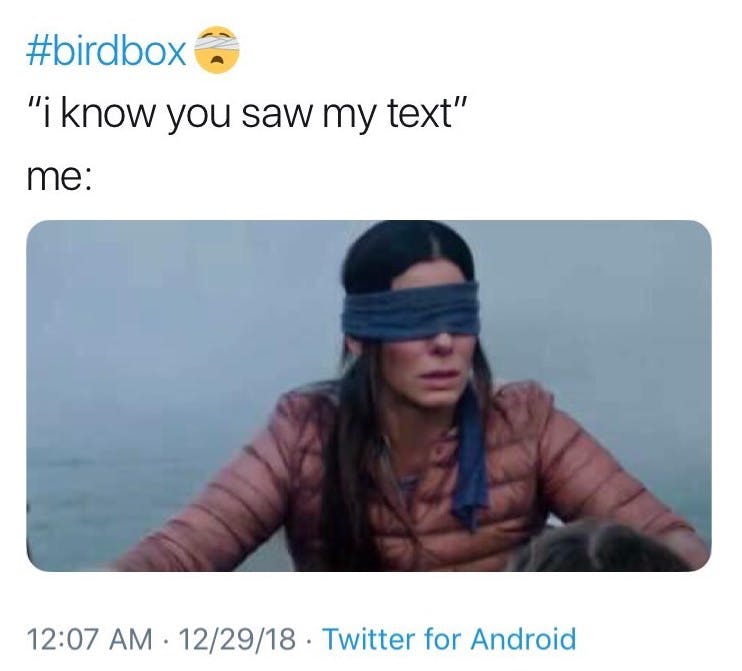 #birdbox
"i know you saw my text"
me:
12:07 AM · 12/29/18 · Twitter for Android